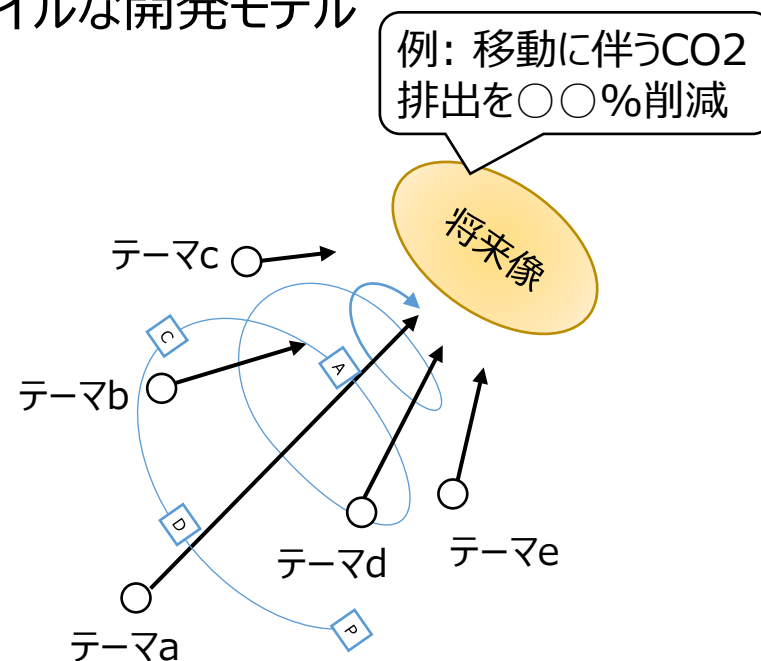 イルな開発モデル
例: 移動に伴うCO2
排出を○○%削減
将来像
テーマc
C
A
テーマb
D
テーマd
テーマe
P
テーマa